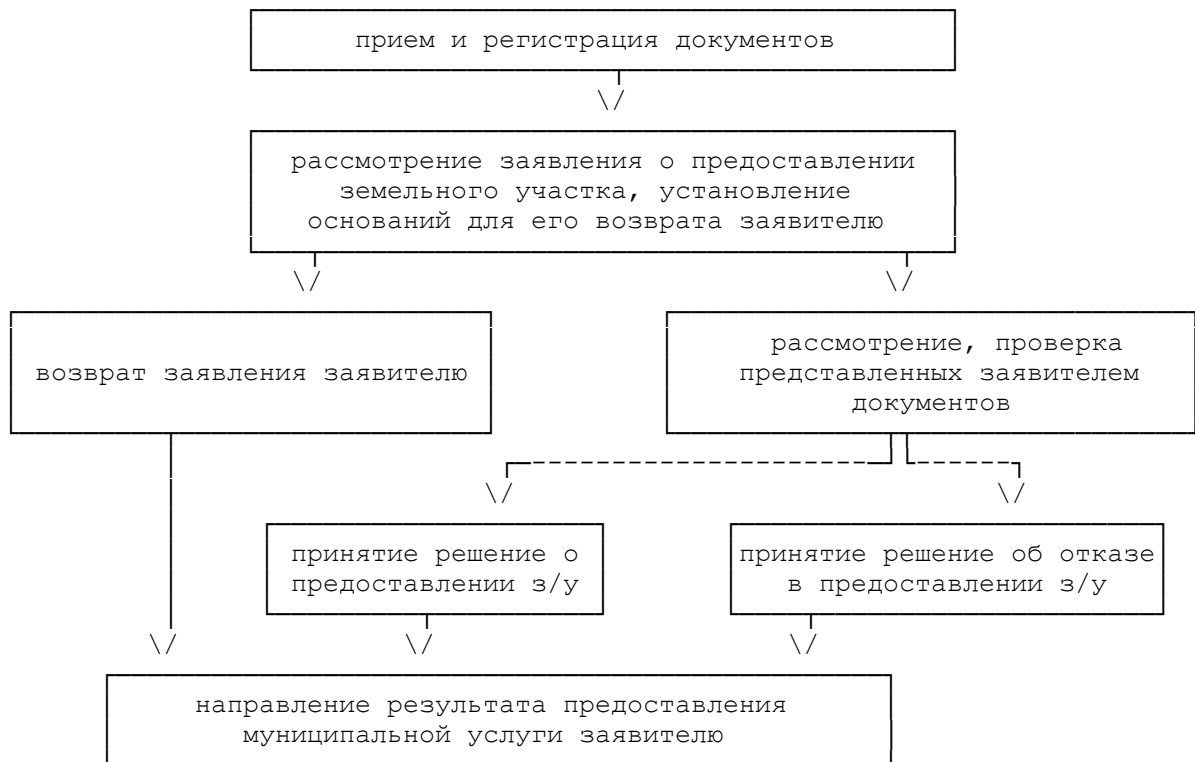 прием и регистрация документов
рассмотрение заявления о предоставлении
земельного участка, установление
оснований для его возврата заявителю
возврат заявления заявителю
рассмотрение, проверка
представленных заявителем
документов
принятие решение о
предоставлении з/у
принятие решение об отказе
в предоставлении з/у
направление результата предоставления
муниципальной услуги заявителю